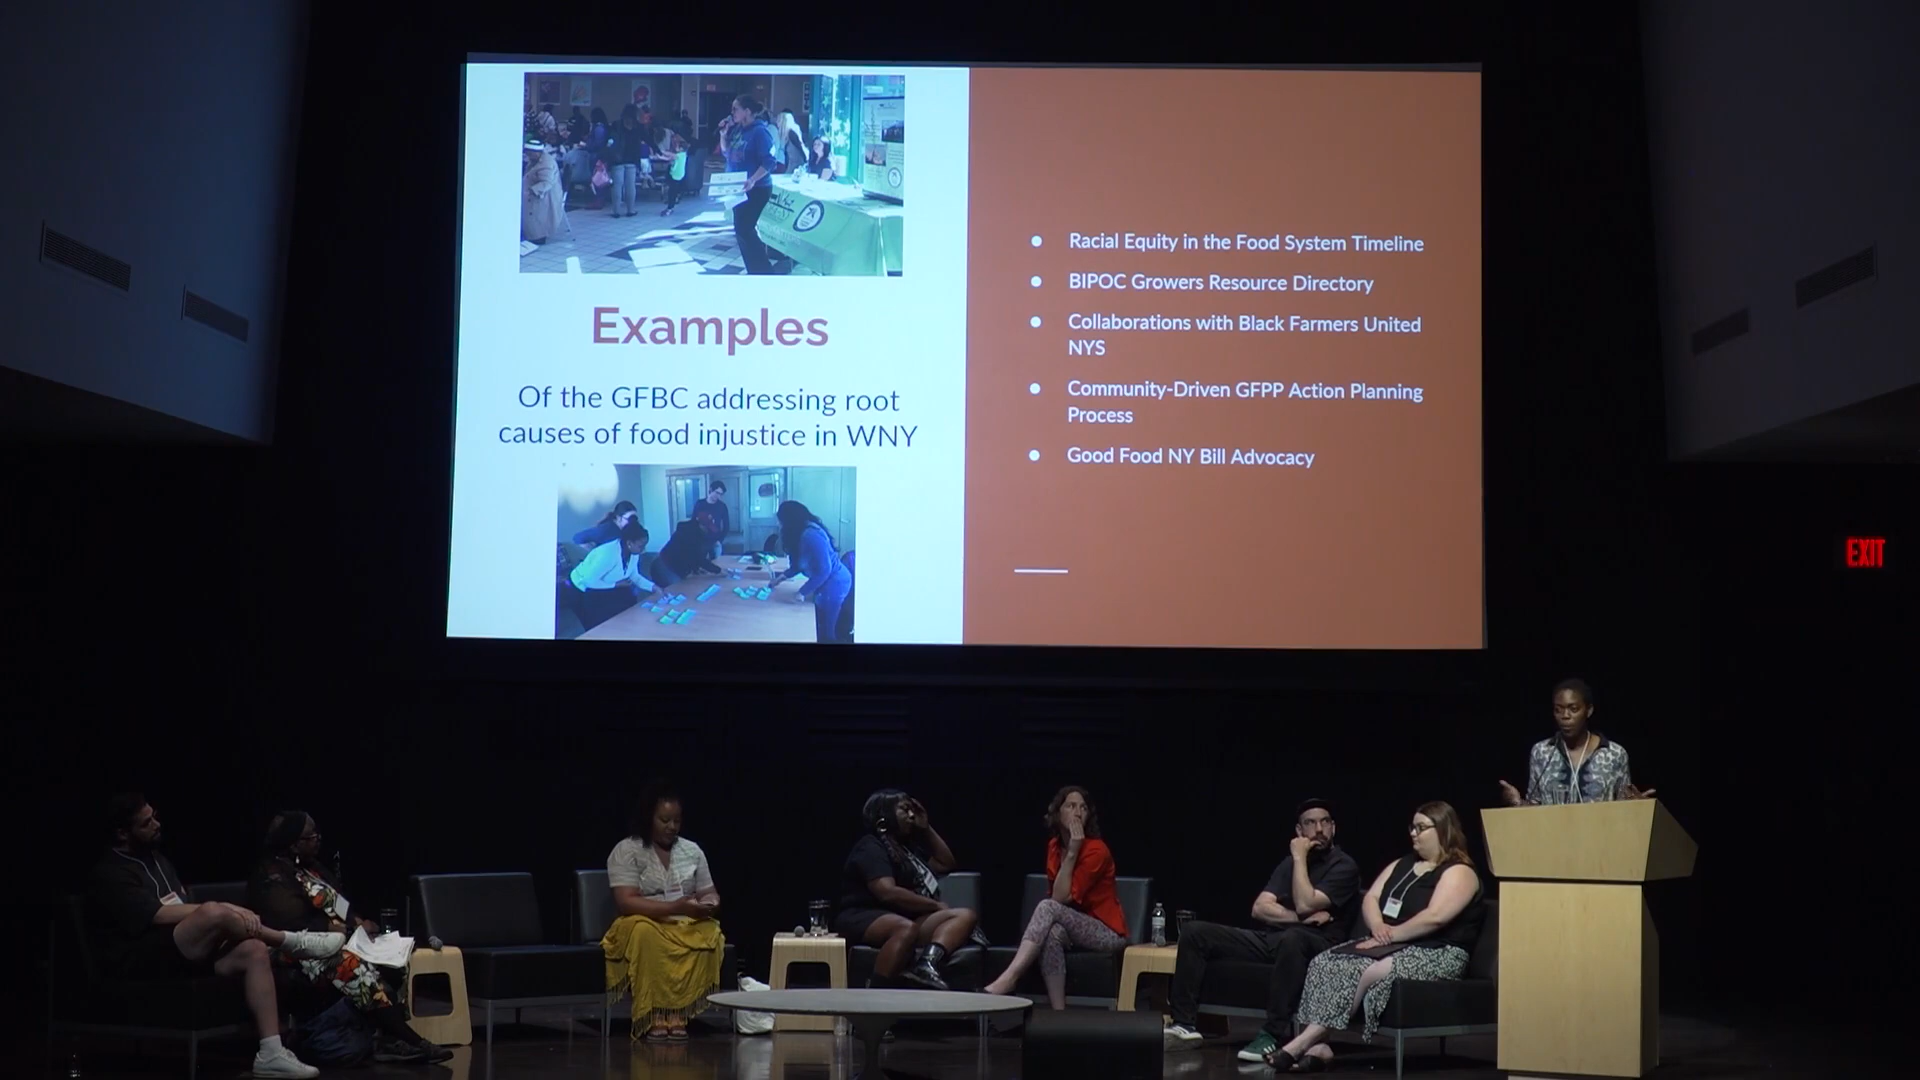 Examples
Of the GFBC addressing root
causes of food injustice in WNY
Racial Equity in the Food System Timeline
BIPOC Growers Resource Directory
Collaborations with Black Farmers United
NYS
Community-Driven GFPP Action Planning
Process
Good Food NY Bill Advocacy
EXIT